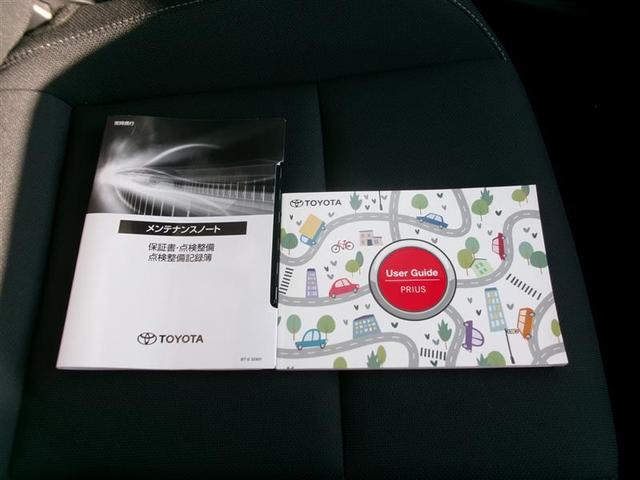 メンテナンスノート
保証書・点検整備
点検整備記録簿
TOYOTA
TOYOTA
User Guide
PRIUS